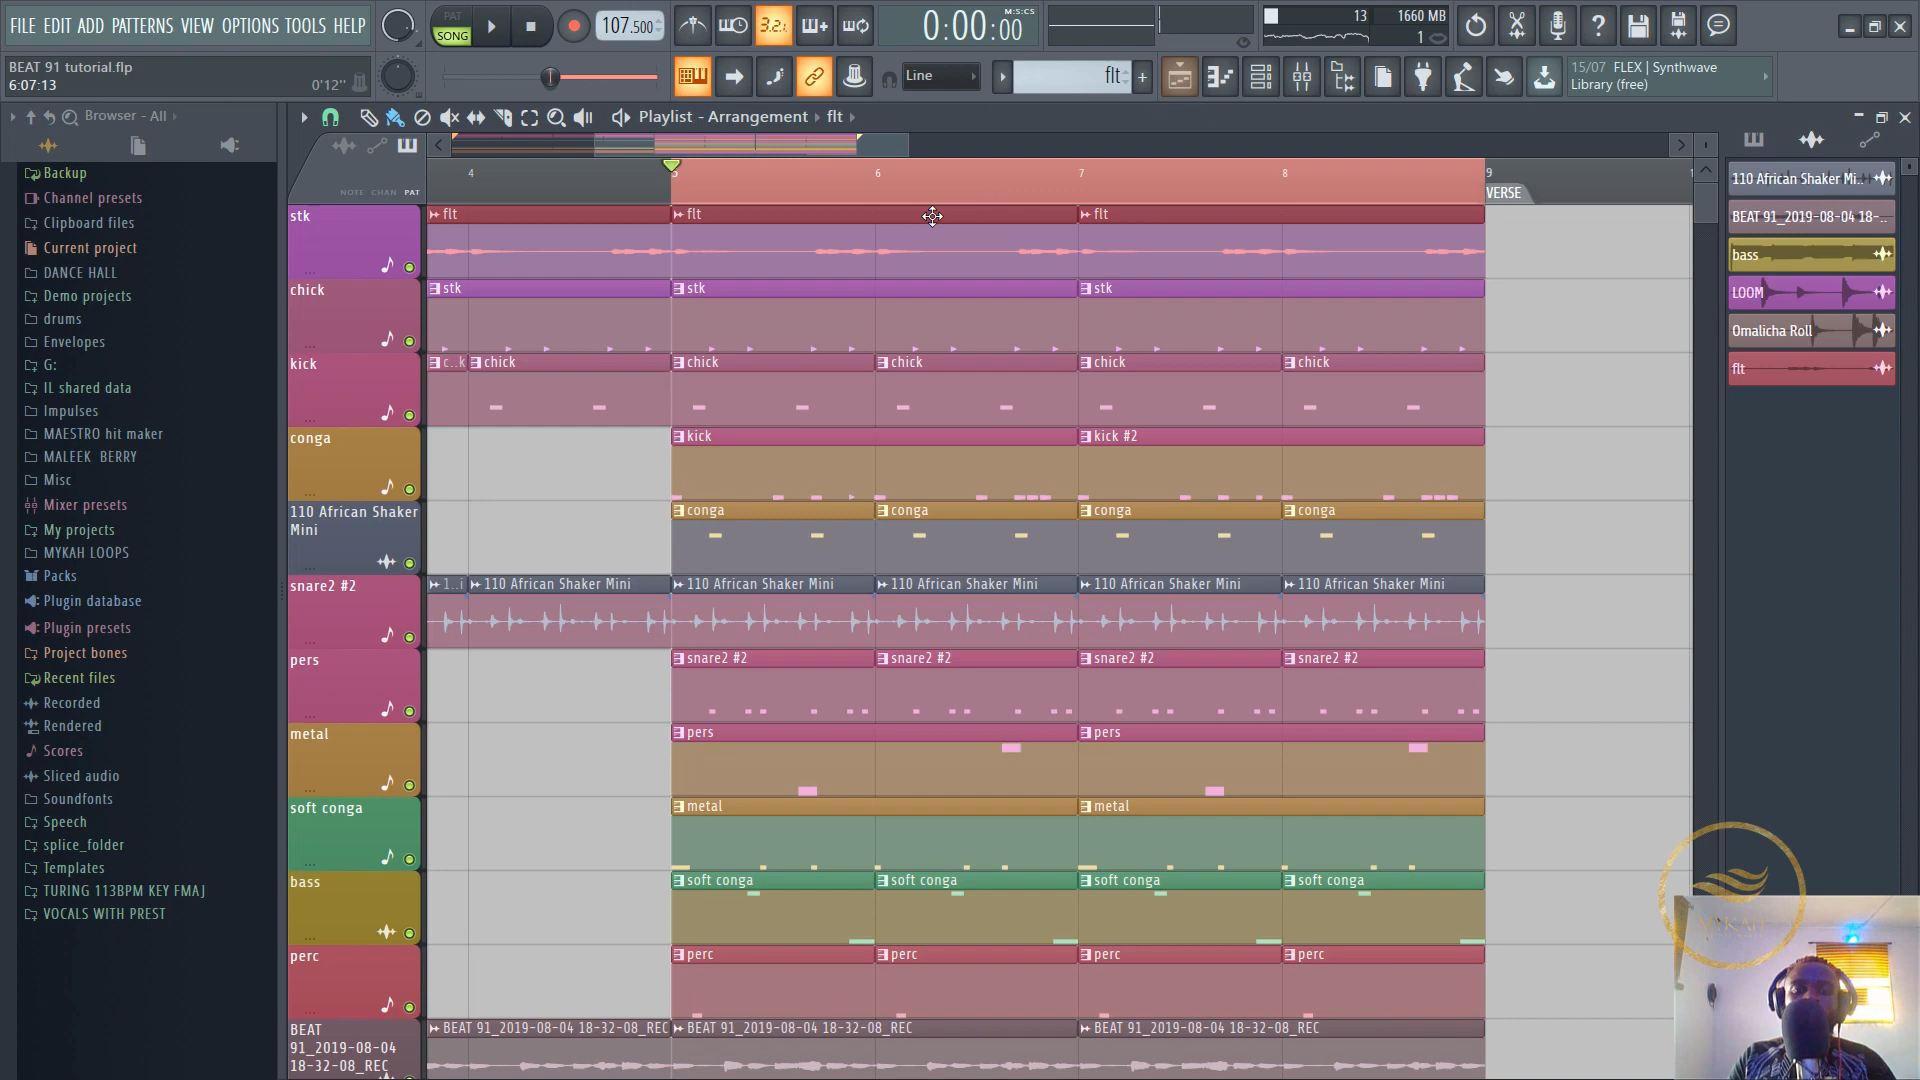 FILE EDIT ADD PATTERNS VIEW OPTIONS TOOLS HELP
PAT
SONG
107.500
3.2.
0:00:00
M:S:CS
13
1660 MB
1
BEAT 91 tutorial.flp
6:07:13
0'12"
Line
flt
15/07 FLEX | Synthwave
Library (free)
Browser - All
Playlist - Arrangement › flt
Backup
Channel presets
Clipboard files
Current project
DANCE HALL
Demo projects
drums
Envelopes
G:
IL shared data
Impulses
MAESTRO hit maker
MALEEK BERRY
Misc
Mixer presets
My projects
MYKAH LOOPS
Packs
Plugin database
Plugin presets
Project bones
Recent files
Recorded
Rendered
Scores
Sliced audio
Soundfonts
Speech
splice_folder
Templates
TURING 113BPM KEY FMAJ
VOCALS WITH PREST
NOTE CHAN PAT
4 5 6 7 8 9
VERSE
stk
flt flt flt
chick
stk stk stk
kick
c..k chick chick chick chick chick
conga
kick kick #2
110 African Shaker
Mini
conga conga conga conga
snare2 #2
1..i 110 African Shaker Mini 110 African Shaker Mini 110 African Shaker Mini 110 African Shaker Mini 110 African Shaker Mini
pers
snare2 #2 snare2 #2 snare2 #2 snare2 #2
metal
pers pers
soft conga
metal metal
bass
soft conga soft conga soft conga soft conga
perc
perc perc perc perc
BEAT
91_2019-08-04
18-32-08_REC
BEAT 91_2019-08-04 18-32-08_REC BEAT 91_2019-08-04 18-32-08_REC BEAT 91_2019-08-04 18-32-08_REC
110 African Shaker Mi..
BEAT 91_2019-08-04 18-..
bass
LOOM
Omalicha Roll
flt